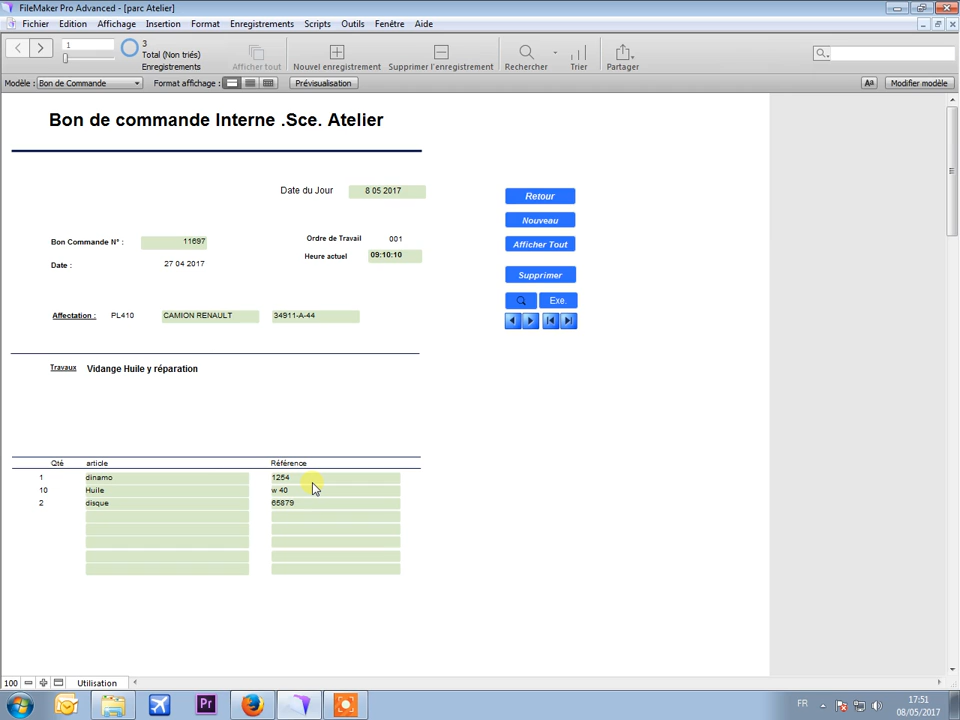 FileMaker Pro Advanced - [parc Atelier]
Fichier Edition Affichage Insertion Format Enregistrements Scripts Outils Fenêtre Aide
1
3
Total (Non triés)
Enregistrements
Afficher tout
Nouvel enregistrement
Supprimer l'enregistrement
Rechercher
Trier
Partager
Modèle : Bon de Commande Format affichage : Prévisualisation Aa Modifier modèle
Bon de commande Interne .Sce. Atelier
Date du Jour 8 05 2017
Retour
Nouveau
Afficher Tout
Supprimer
Exe.
Bon Commande N° : 11697
Ordre de Travail 001
Date : 27 04 2017
Heure actuel 09:10:10
Affectation : PL410 CAMION RENAULT 34911-A-44
Travaux Vidange Huile y réparation
Qté article Référence
1 dinamo 1254
10 Huile w 40
2 disque 65879
100 Utilisation
Pr
FR
17:51
08/05/2017